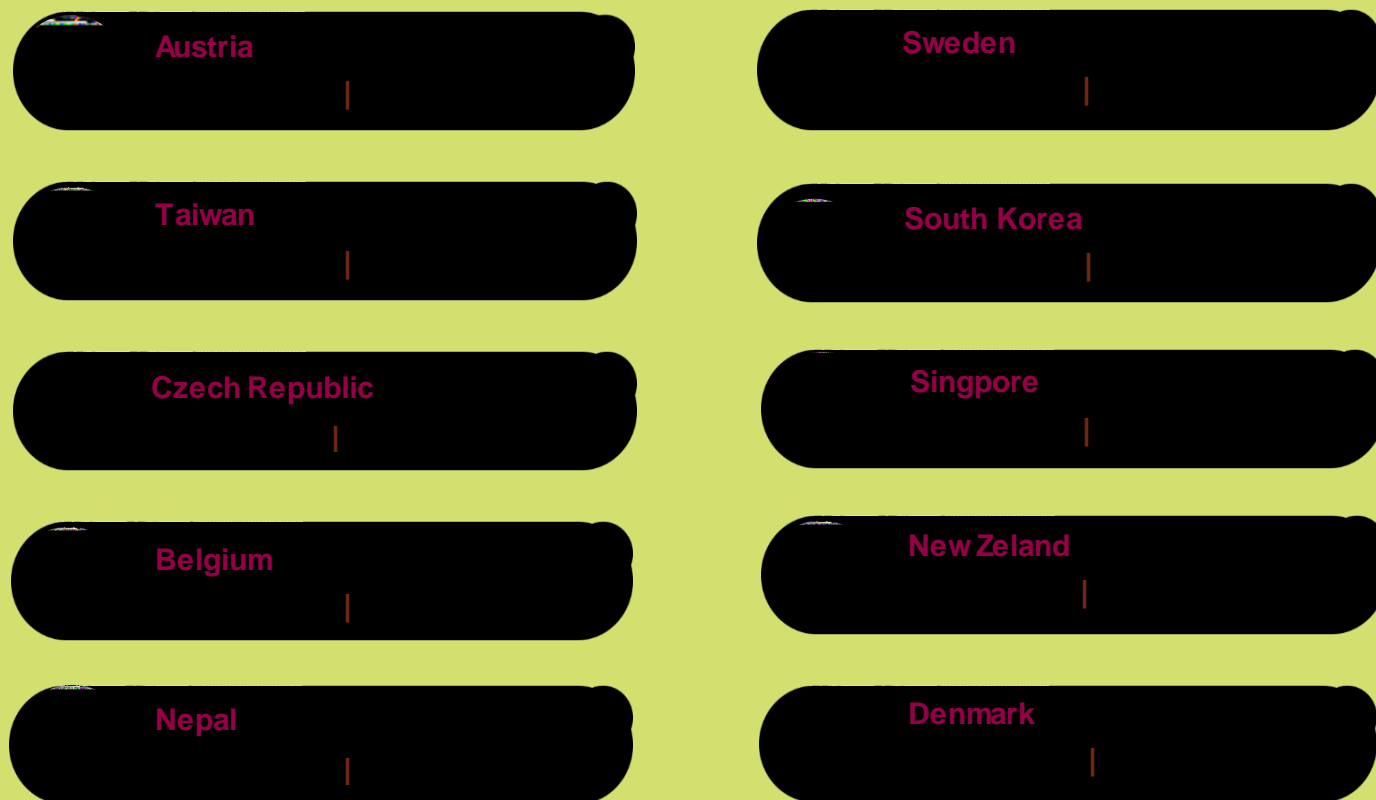 Austria
|
Sweden
|
Taiwan
|
South Korea
|
Czech Republic
|
Singpore
|
Belgium
|
New Zeland
|
Nepal
|
Denmark
|